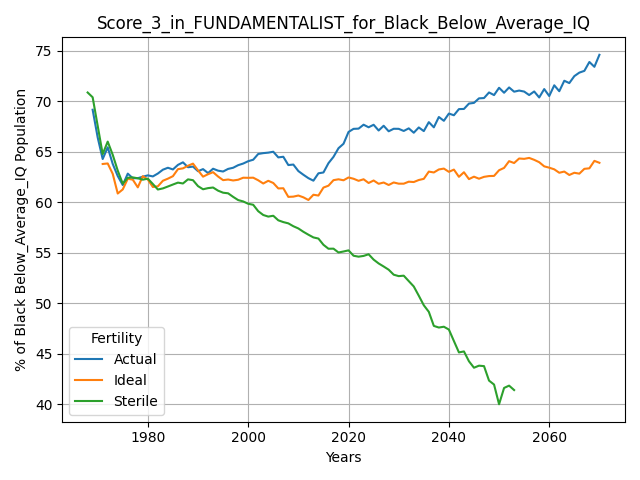 Score_3_in_FUNDAMENTALIST_for_Black_Below_Average_IQ
% of Black Below_Average_IQ Population
75
70
65
60
55
50
45
40
Fertility
Actual
Ideal
Sterile
1980 2000 2020 2040 2060
Years